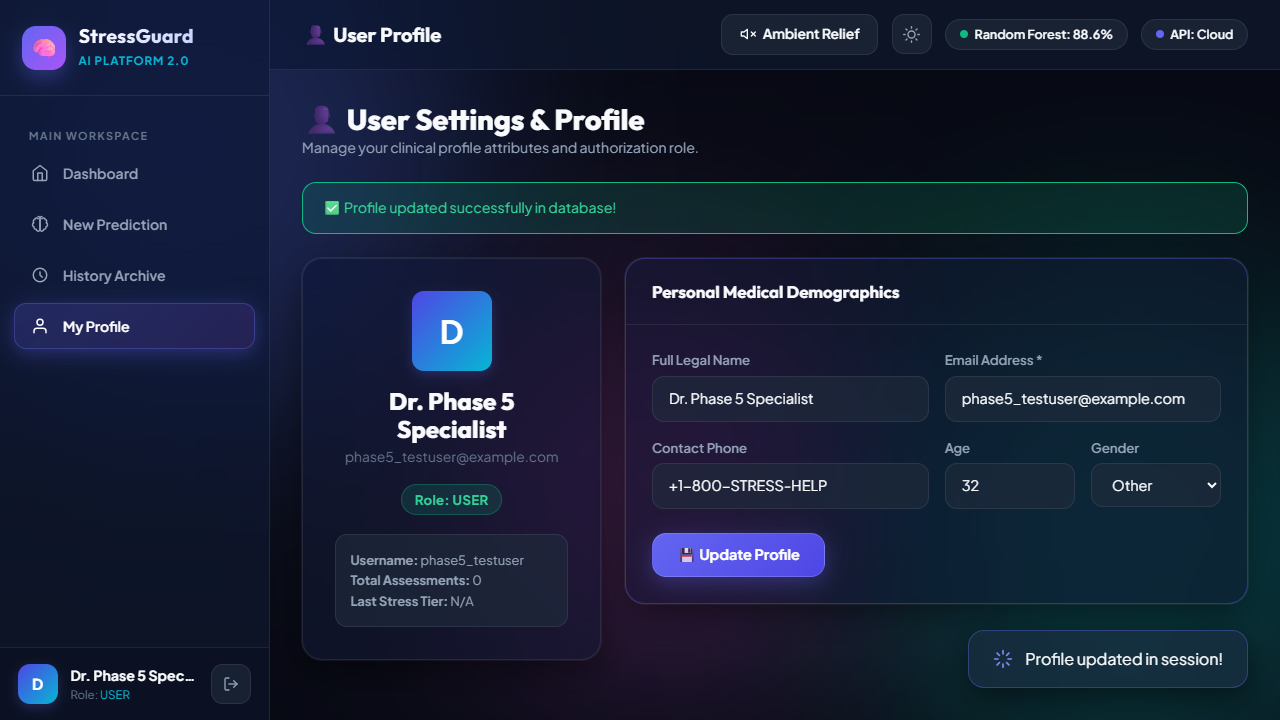 StressGuard
AI PLATFORM 2.0
MAIN WORKSPACE
Dashboard
New Prediction
History Archive
My Profile
D
Dr. Phase 5 Spec...
Role: USER
User Profile
Ambient Relief
Random Forest: 88.6%
API: Cloud
User Settings & Profile
Manage your clinical profile attributes and authorization role.
✅ Profile updated successfully in database!
D
Dr. Phase 5
Specialist
phase5_testuser@example.com
Role: USER
Username: phase5_testuser
Total Assessments: 0
Last Stress Tier: N/A
Personal Medical Demographics
Full Legal Name
Email Address *
Dr. Phase 5 Specialist
phase5_testuser@example.com
Contact Phone
Age
Gender
+1-800-STRESS-HELP
32
Other
Update Profile
Profile updated in session!